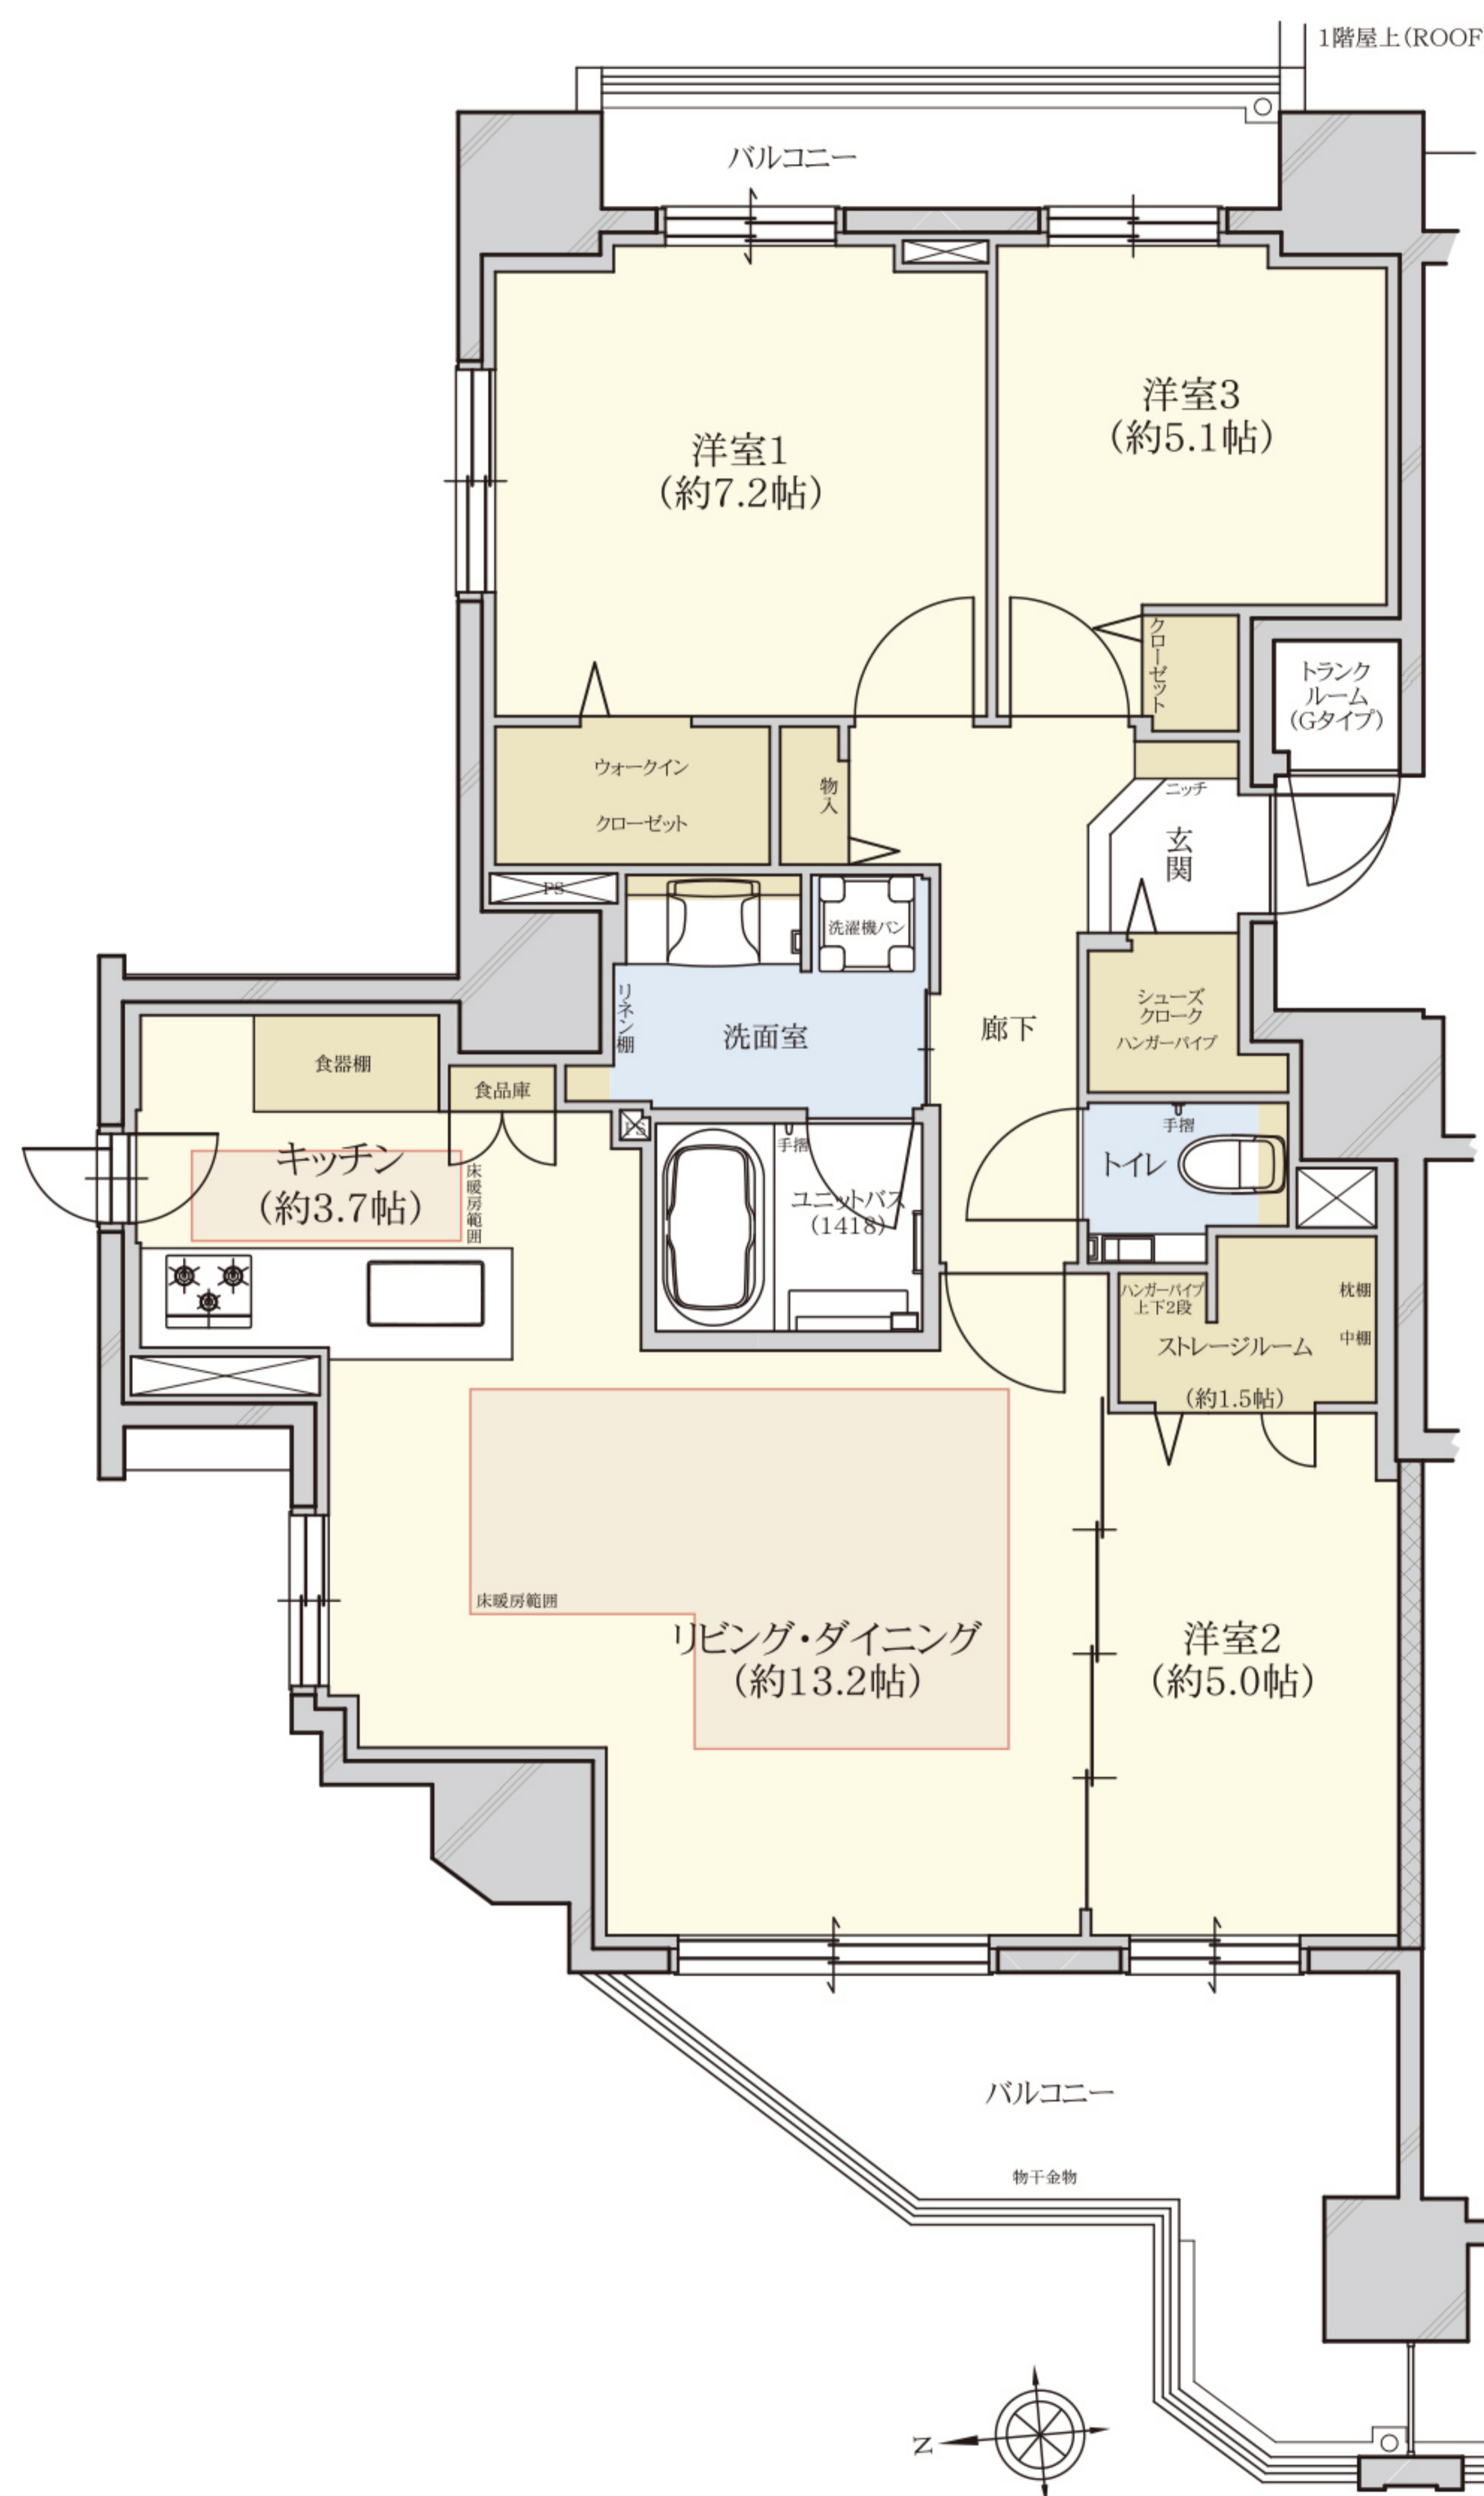 1階屋上(ROOF
バルコニー
洋室3
(約5.1帖)
洋室1
(約7.2帖)
クローゼット
トランク
ルーム
(Gタイプ)
ウォークイン
クローゼット
物入
ニッチ
玄関
PS
洗濯機パン
リネン棚
洗面室
廊下
シューズ
クローク
ハンガーパイプ
食器棚
食品庫
PS
手摺
手摺
トイレ
キッチン
(約3.7帖)
床暖房範囲
ユニットバス
(1418)
ハンガーパイプ
上下2段
枕棚
中棚
ストレージルーム
(約1.5帖)
床暖房範囲
リビング・ダイニング
(約13.2帖)
洋室2
(約5.0帖)
バルコニー
物干金物
N